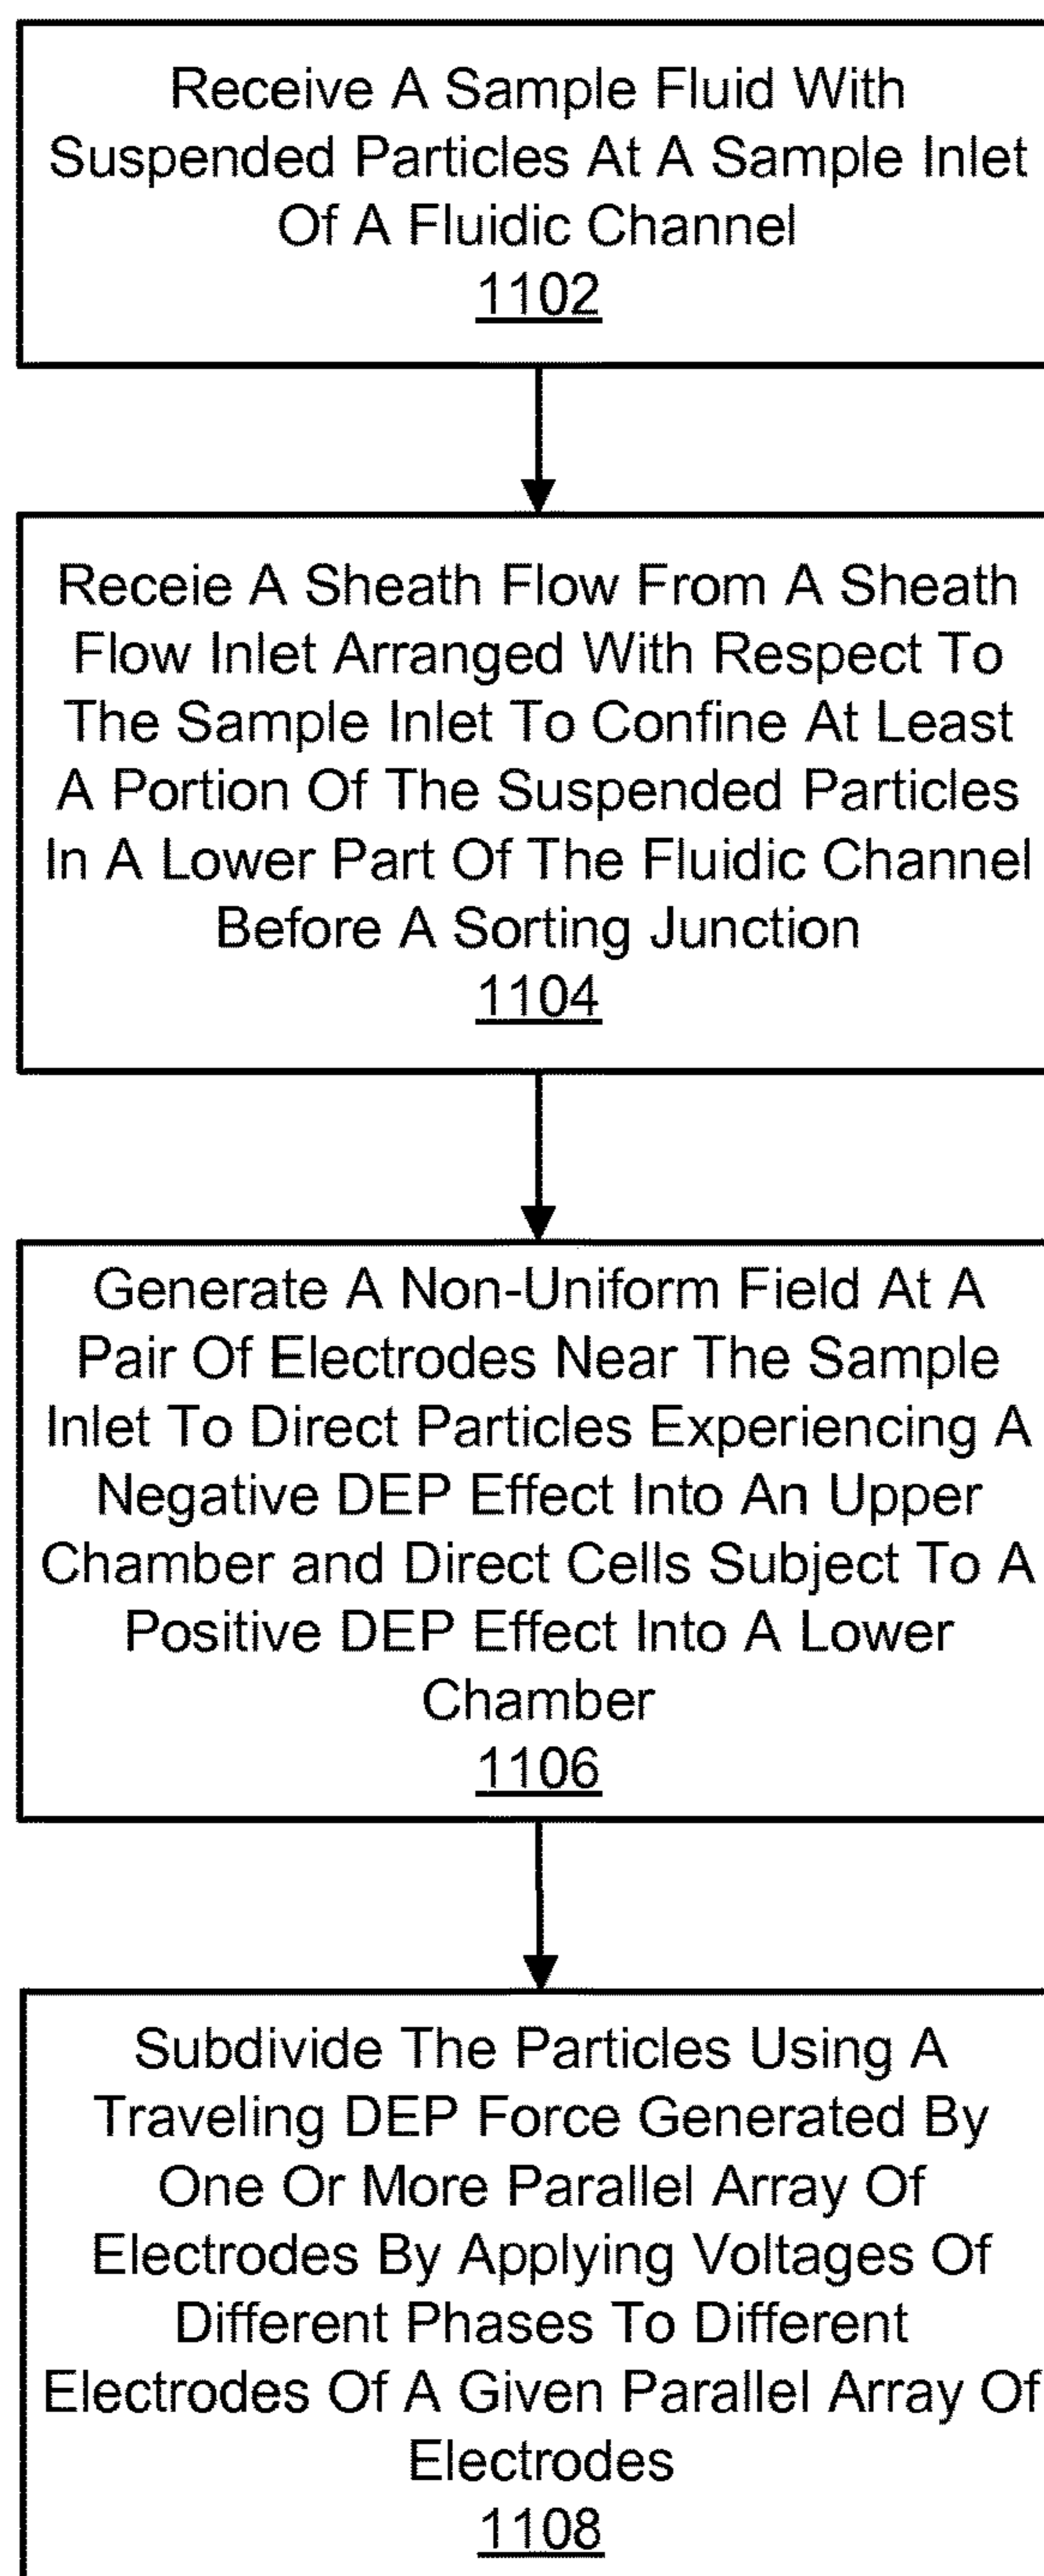 Receive A Sample Fluid With
Suspended Particles At A Sample Inlet
Of A Fluidic Channel
1102
Receie A Sheath Flow From A Sheath
Flow Inlet Arranged With Respect To
The Sample Inlet To Confine At Least
A Portion Of The Suspended Particles
In A Lower Part Of The Fluidic Channel
Before A Sorting Junction
1104
Generate A Non-Uniform Field At A
Pair Of Electrodes Near The Sample
Inlet To Direct Particles Experiencing A
Negative DEP Effect Into An Upper
Chamber and Direct Cells Subject To A
Positive DEP Effect Into A Lower
Chamber
1106
Subdivide The Particles Using A
Traveling DEP Force Generated By
One Or More Parallel Array Of
Electrodes By Applying Voltages Of
Different Phases To Different
Electrodes Of A Given Parallel Array Of
Electrodes
1108